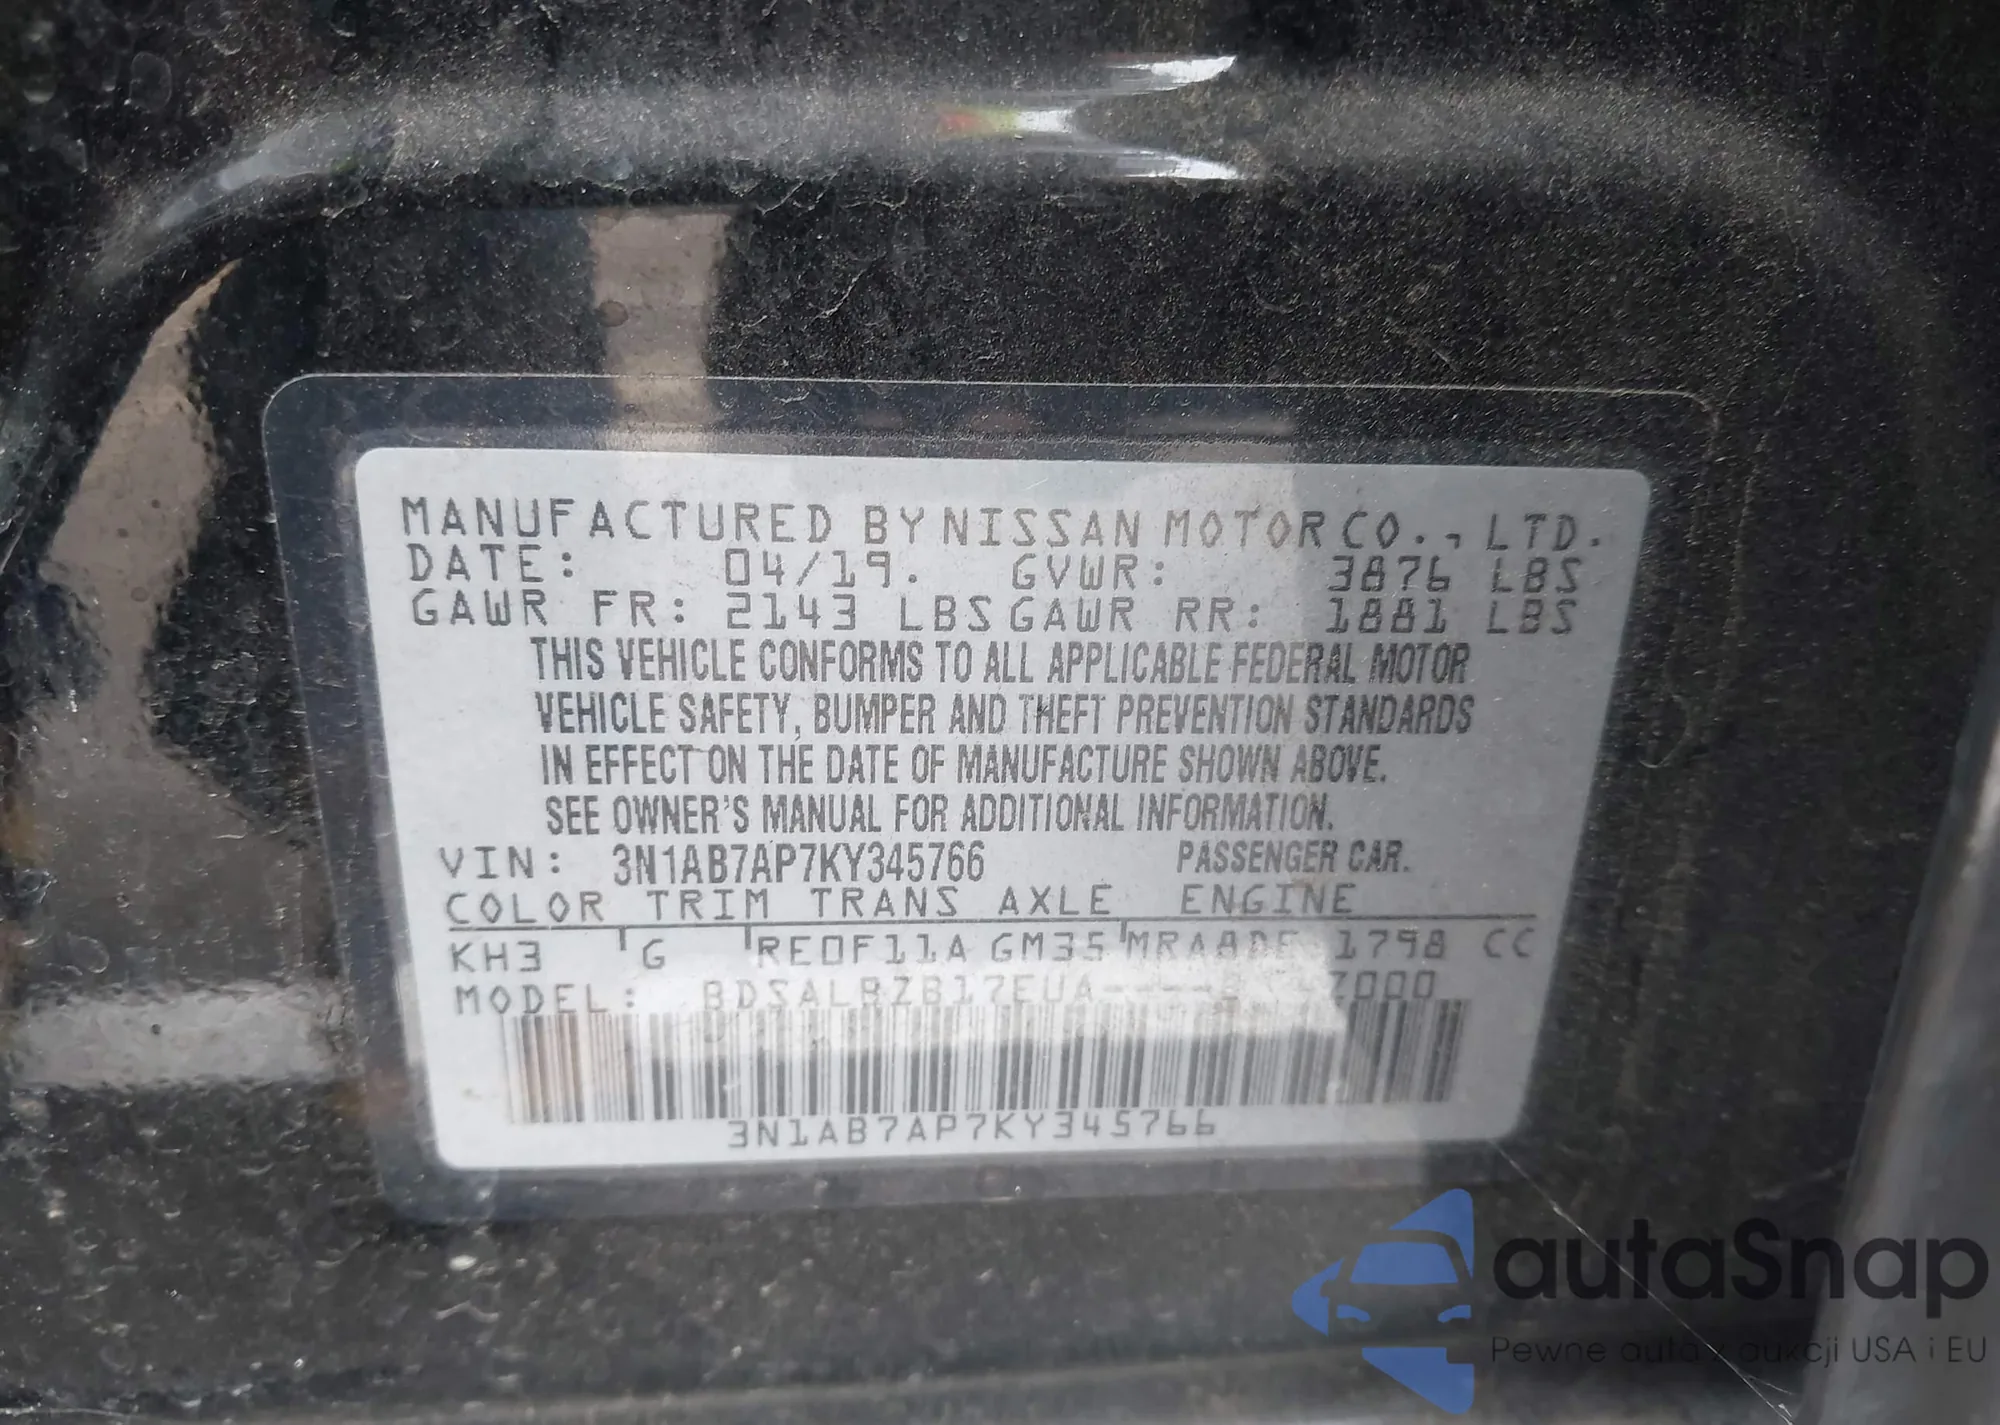 MANUFACTURED BY NISSAN MOTOR CO., LTD.
DATE: 04/19. GVWR: 3876 LBS
GAWR FR: 2143 LBS GAWR RR: 1881 LBS
THIS VEHICLE CONFORMS TO ALL APPLICABLE FEDERAL MOTOR
VEHICLE SAFETY, BUMPER AND THEFT PREVENTION STANDARDS
IN EFFECT ON THE DATE OF MANUFACTURE SHOWN ABOVE.
SEE OWNER'S MANUAL FOR ADDITIONAL INFORMATION.
VIN: 3N1AB7AP7KY345766 PASSENGER CAR.
COLOR TRIM TRANS AXLE ENGINE
KH3 G RE0F11A GM35 MRA8DE 1798 CC
MODEL: BDSALBZB17EUA
3N1AB7AP7KY345766
autaSnap
Pewne auta z aukcji USA i EU